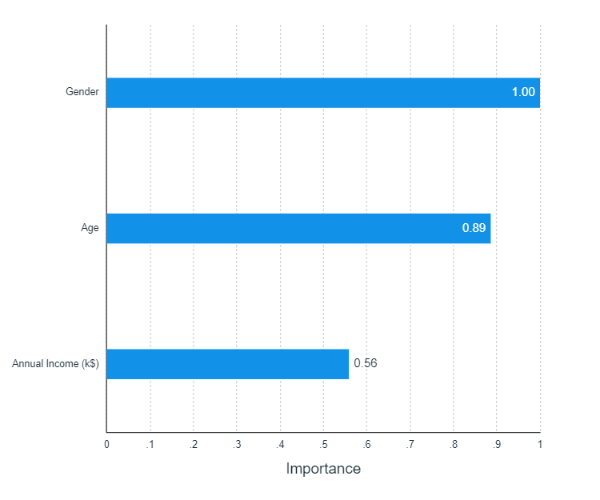 Gender
1.00
Age
0.89
Annual Income (k$)
0.56
0 .1 .2 .3 .4 .5 .6 .7 .8 .9 1
Importance